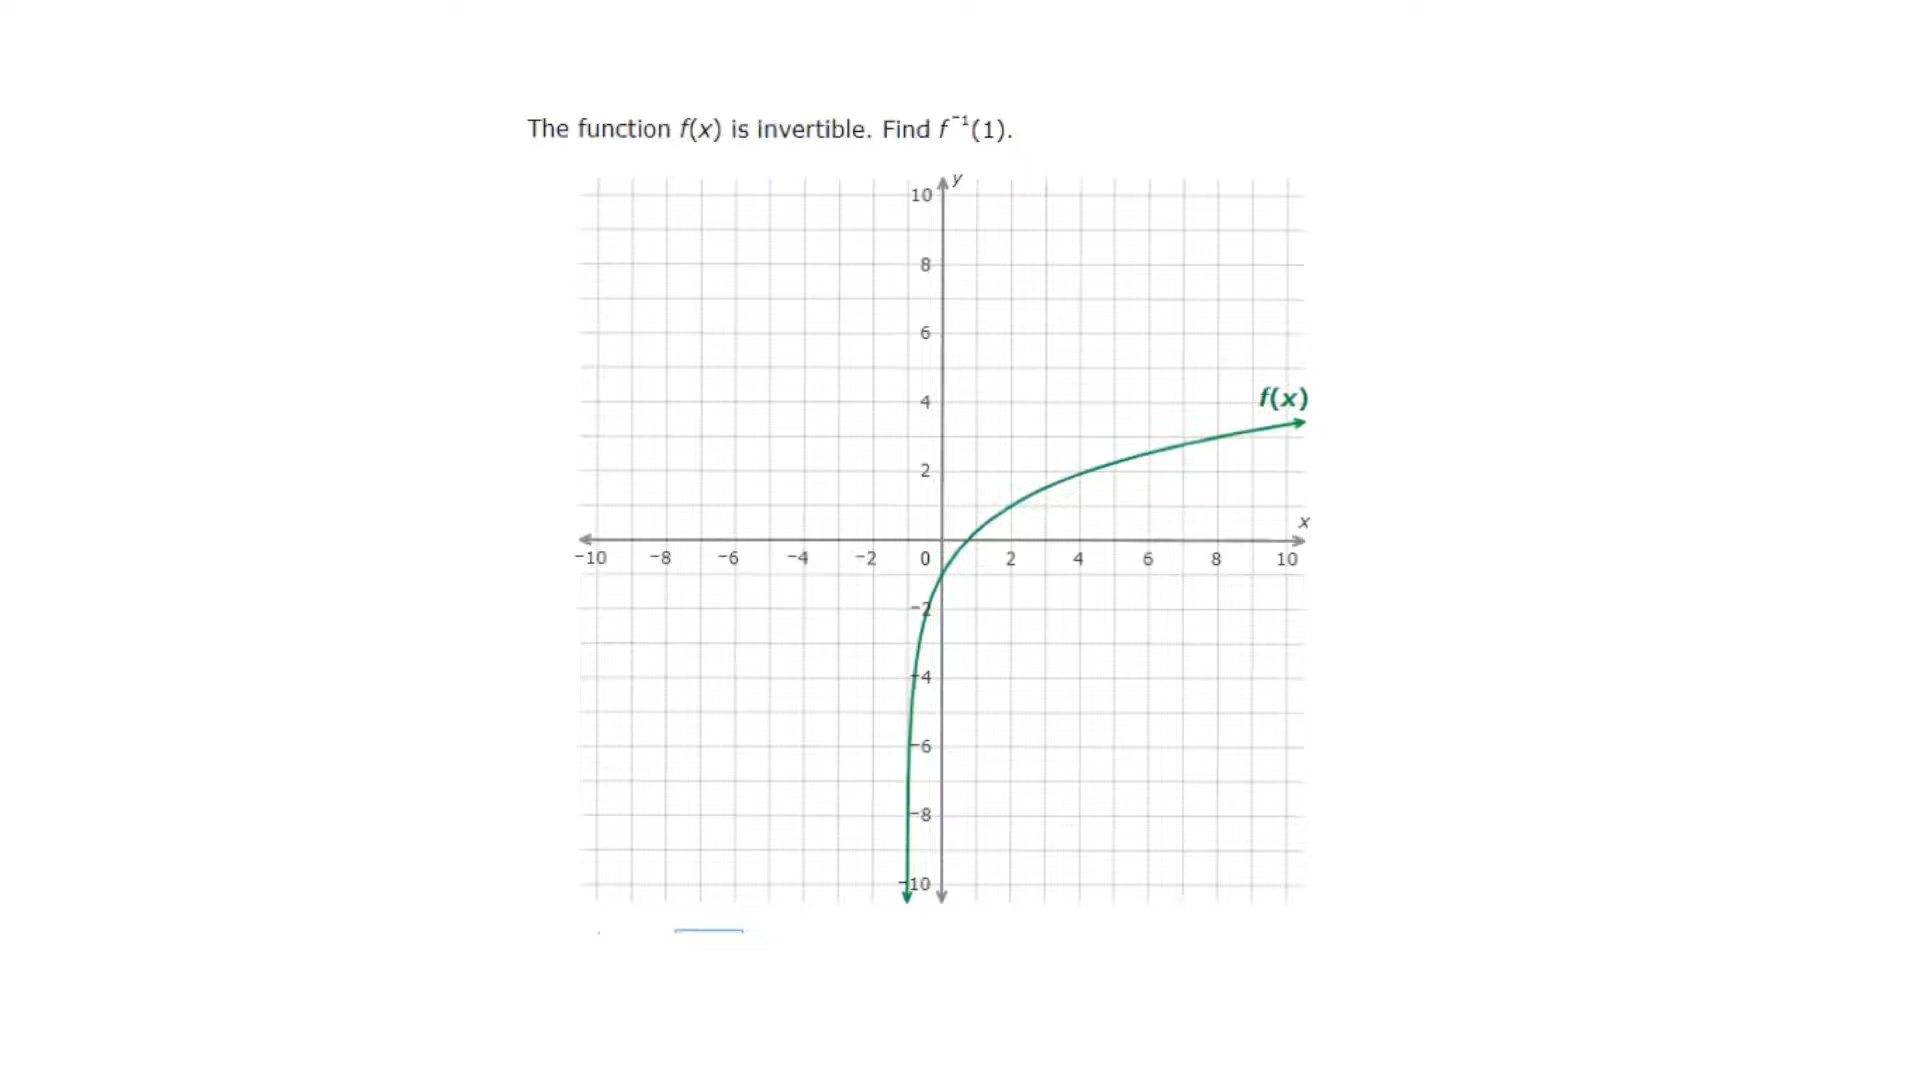 The function f(x) is invertible. Find f⁻¹(1).
y
10
8
6
4
f(x)
2
x
-10 -8 -6 -4 -2 0 2 4 6 8 10
-2
-4
-6
-8
-10